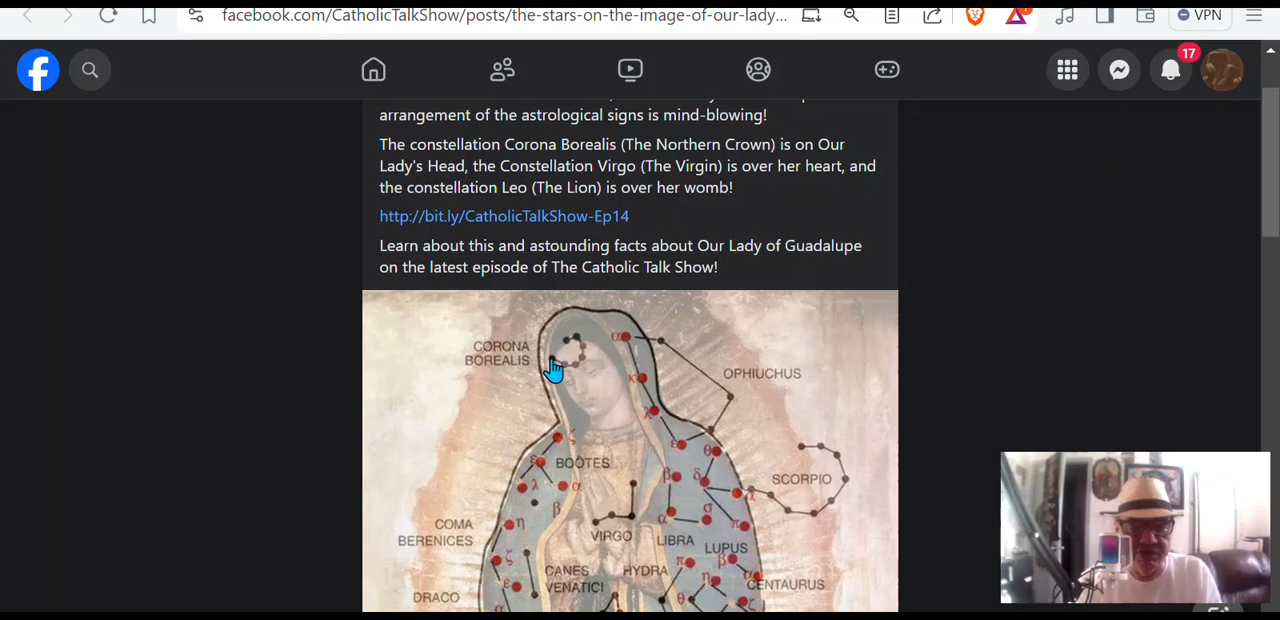 facebook.com/CatholicTalkShow/posts/the-stars-on-the-image-of-our-lady...
VPN
17
arrangement of the astrological signs is mind-blowing!
The constellation Corona Borealis (The Northern Crown) is on Our
Lady's Head, the Constellation Virgo (The Virgin) is over her heart, and
the constellation Leo (The Lion) is over her womb!
http://bit.ly/CatholicTalkShow-Ep14
Learn about this and astounding facts about Our Lady of Guadalupe
on the latest episode of The Catholic Talk Show!
CORONA
BOREALIS
α
OPHIUCHUS
κ
λ
ζ
ε
θ
ε
BOOTES
λ
α
β
δ
SCORPIO
β
σ
η
α
π
COMA
BERENICES
VIRGO
LIBRA
LUPUS
ζ
π
β
CANES
VENATICI
HYDRA
η
α
CENTAURUS
ε
DRACO
θ
ζ
α